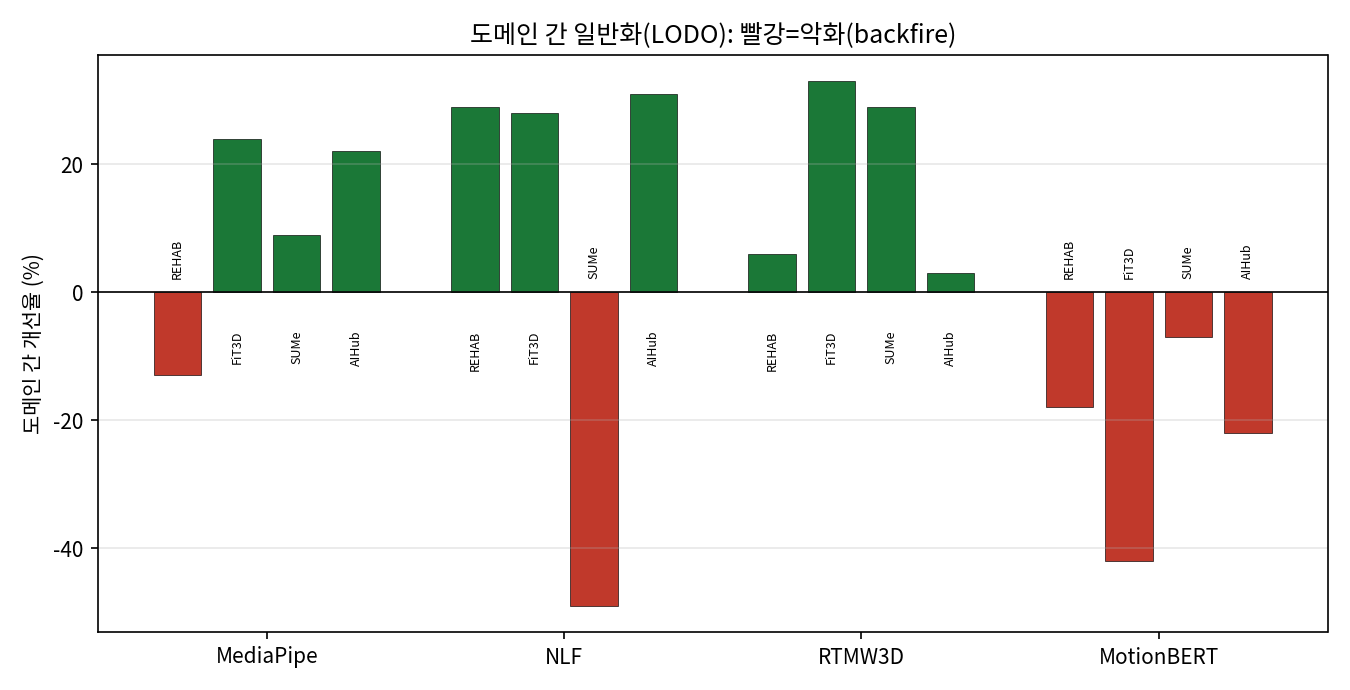 도메인 간 일반화(LODO): 빨강=악화(backfire)
도메인 간 개선율 (%)
20
0
-20
-40
REHAB
FiT3D
SUMe
AIHub
REHAB
FiT3D
SUMe
AIHub
REHAB
FiT3D
SUMe
AIHub
REHAB
FiT3D
SUMe
AIHub
MediaPipe
NLF
RTMW3D
MotionBERT